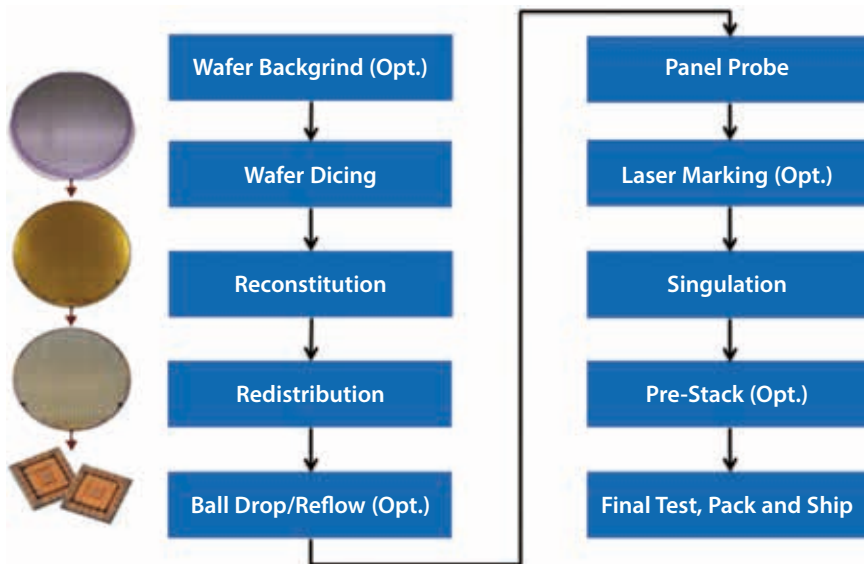 Wafer Backgrind (Opt.)
Wafer Dicing
Reconstitution
Redistribution
Ball Drop/Reflow (Opt.)
Panel Probe
Laser Marking (Opt.)
Singulation
Pre-Stack (Opt.)
Final Test, Pack and Ship